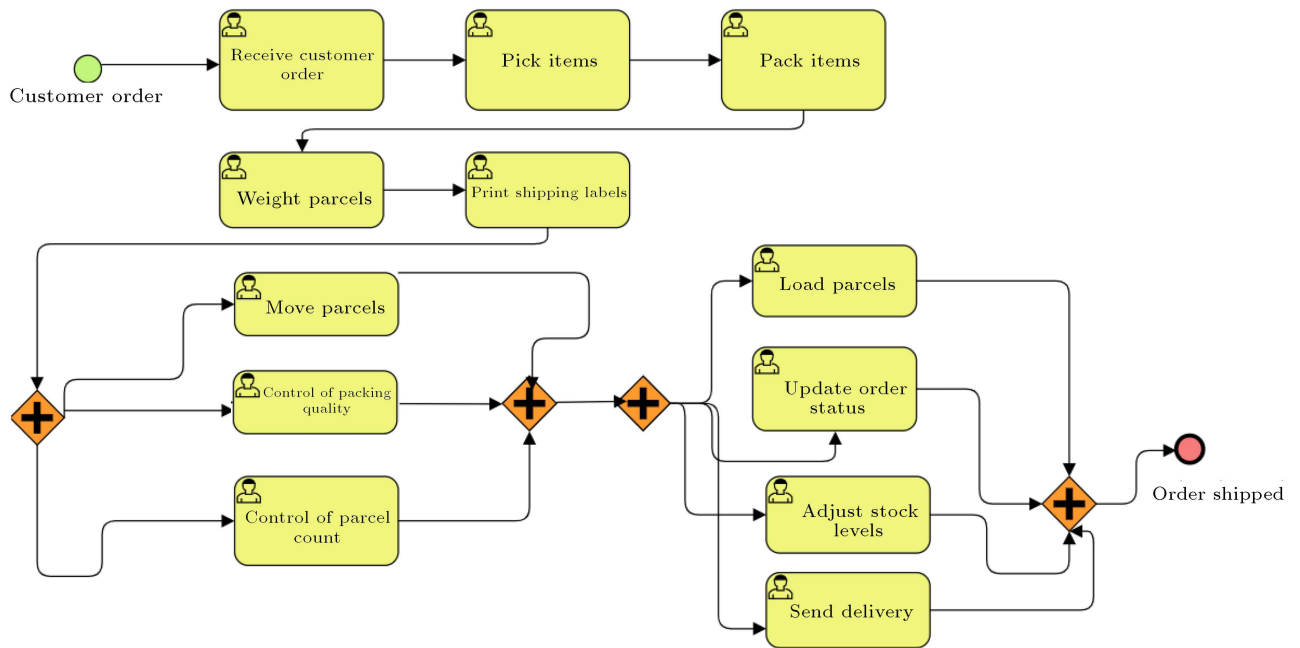 Receive customer
order
Pick items
Pack items
Customer order
Weight parcels
Print shipping labels
Move parcels
Control of packing
quality
Control of parcel
count
Load parcels
Update order
status
Adjust stock
levels
Send delivery
Order shipped